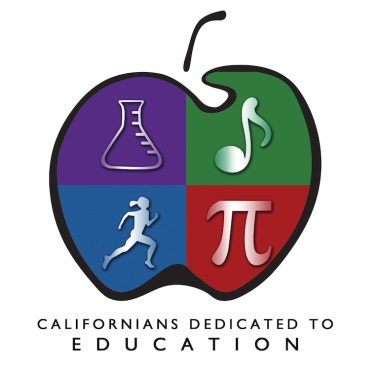 π
CALIFORNIANS DEDICATED TO
EDUCATION